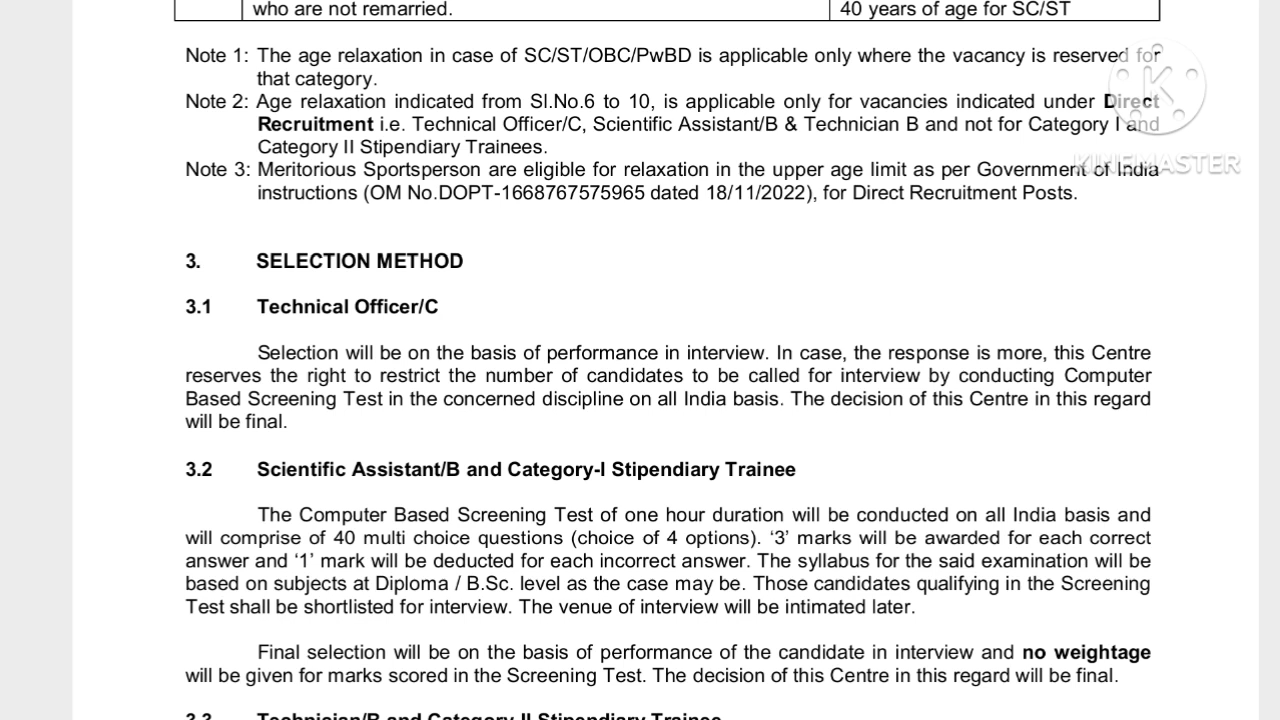 who are not remarried. 40 years of age for SC/ST
Note 1: The age relaxation in case of SC/ST/OBC/PwBD is applicable only where the vacancy is reserved for
that category.
Note 2: Age relaxation indicated from Sl.No.6 to 10, is applicable only for vacancies indicated under Direct
Recruitment i.e. Technical Officer/C, Scientific Assistant/B & Technician B and not for Category I and
Category II Stipendiary Trainees.
Note 3: Meritorious Sportsperson are eligible for relaxation in the upper age limit as per Government of India
instructions (OM No.DOPT-1668767575965 dated 18/11/2022), for Direct Recruitment Posts.
K
KINEMASTER
3. SELECTION METHOD
3.1 Technical Officer/C
Selection will be on the basis of performance in interview. In case, the response is more, this Centre
reserves the right to restrict the number of candidates to be called for interview by conducting Computer
Based Screening Test in the concerned discipline on all India basis. The decision of this Centre in this regard
will be final.
3.2 Scientific Assistant/B and Category-I Stipendiary Trainee
The Computer Based Screening Test of one hour duration will be conducted on all India basis and
will comprise of 40 multi choice questions (choice of 4 options). ‘3’ marks will be awarded for each correct
answer and ‘1’ mark will be deducted for each incorrect answer. The syllabus for the said examination will be
based on subjects at Diploma / B.Sc. level as the case may be. Those candidates qualifying in the Screening
Test shall be shortlisted for interview. The venue of interview will be intimated later.
Final selection will be on the basis of performance of the candidate in interview and no weightage
will be given for marks scored in the Screening Test. The decision of this Centre in this regard will be final.
3.3 Technician/B and Category-II Stipendiary Trainee